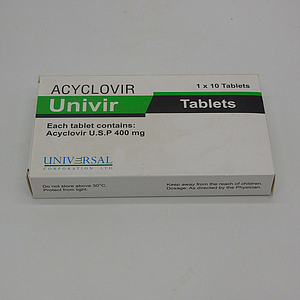 ACYCLOVIR 1 x 10 Tablets
Univir Tablets
Each tablet contains:
Acyclovir U.S.P 400 mg
UNIVERSAL
CORPORATION LTD
Do not store above 30°C. Keep away from the reach of children.
Protect from light. Dosage: As directed by the Physician